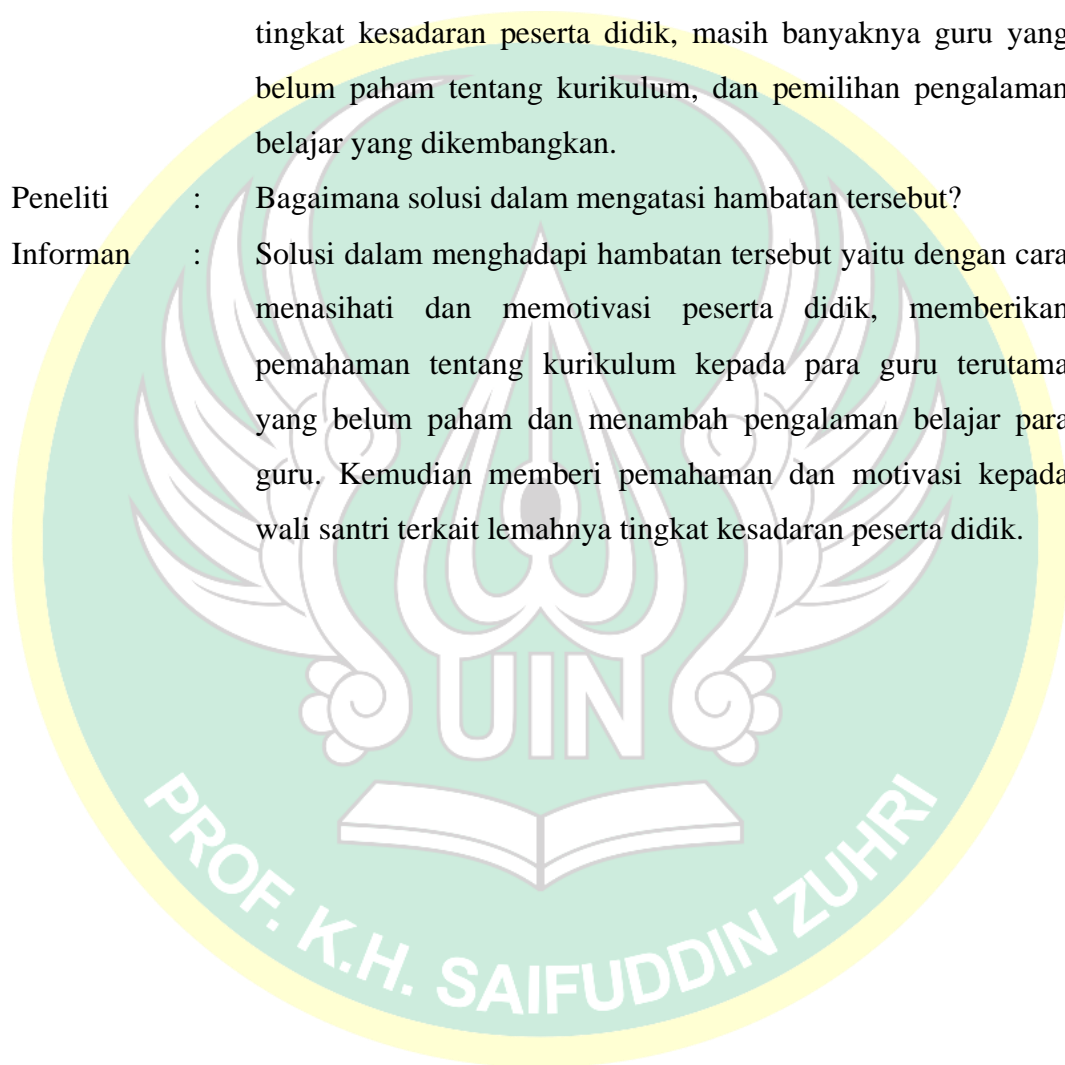 tingkat kesadaran peserta didik, masih banyaknya guru yang
belum paham tentang kurikulum, dan pemilihan pengalaman
belajar yang dikembangkan.
Peneliti : Bagaimana solusi dalam mengatasi hambatan tersebut?
Informan : Solusi dalam menghadapi hambatan tersebut yaitu dengan cara
menasihati dan memotivasi peserta didik, memberikan
pemahaman tentang kurikulum kepada para guru terutama
yang belum paham dan menambah pengalaman belajar para
guru. Kemudian memberi pemahaman dan motivasi kepada
wali santri terkait lemahnya tingkat kesadaran peserta didik.
UIN
PROF. K.H. SAIFUDDIN ZUHRI